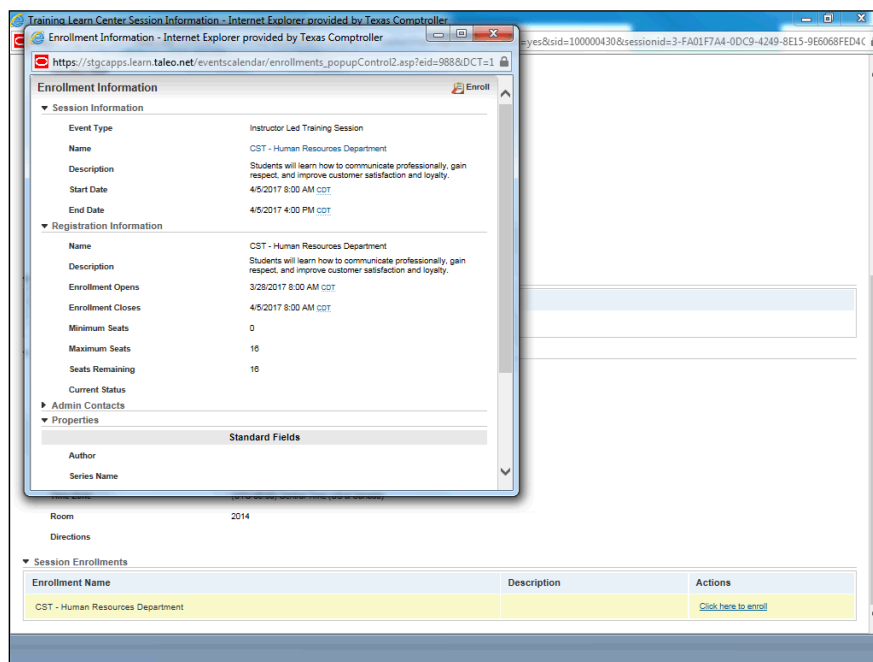 Training Learn Center Session Information - Internet Explorer provided by Texas Comptroller
Enrollment Information - Internet Explorer provided by Texas Comptroller
=yes&sid=100000430&sessionid=3-FA01F7A4-0DC9-4249-8E15-9E6068FED4C
https://stgcapps.learn.taleo.net/eventscalendar/enrollments_popupControl2.asp?eid=988&DCT=1
Enrollment Information
Enroll
Session Information
Event Type Instructor Led Training Session
Name CST - Human Resources Department
Description Students will learn how to communicate professionally, gain
respect, and improve customer satisfaction and loyalty.
Start Date 4/5/2017 8:00 AM CDT
End Date 4/5/2017 4:00 PM CDT
Registration Information
Name CST - Human Resources Department
Description Students will learn how to communicate professionally, gain
respect, and improve customer satisfaction and loyalty.
Enrollment Opens 3/28/2017 8:00 AM CDT
Enrollment Closes 4/5/2017 8:00 AM CDT
Minimum Seats 0
Maximum Seats 16
Seats Remaining 16
Current Status
Admin Contacts
Properties
Standard Fields
Author
Series Name
Room 2014
Directions
Session Enrollments
Enrollment Name Description Actions
CST - Human Resources Department Click here to enroll